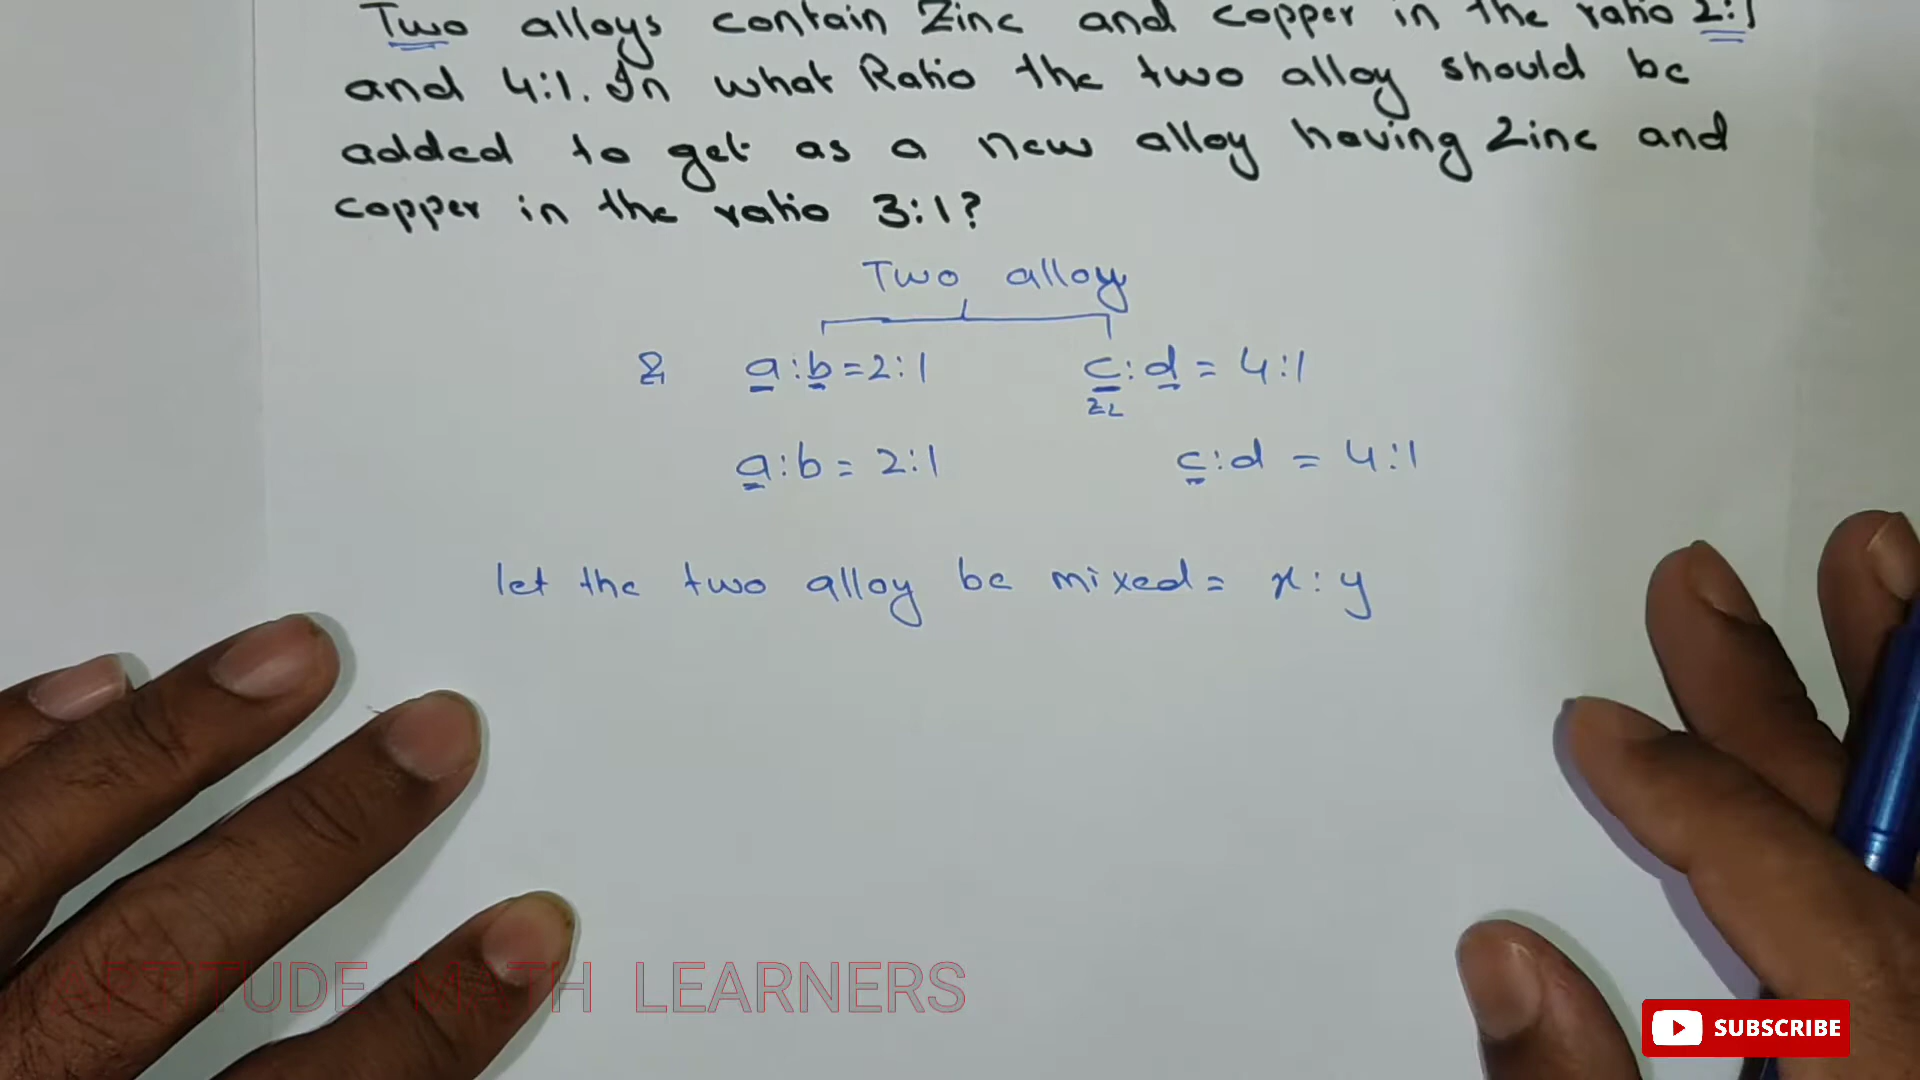 Two alloys contain Zinc and copper in the ratio 2:1
and 4:1. In what Ratio the two alloy should be
added to get as a new alloy having Zinc and
copper in the ratio 3:1?
Two alloy
& a:b=2:1 c:d = 4:1
a:b = 2:1 c:d = 4:1
let the two alloy be mixed= x:y
APTITUDE MATH LEARNERS
SUBSCRIBE